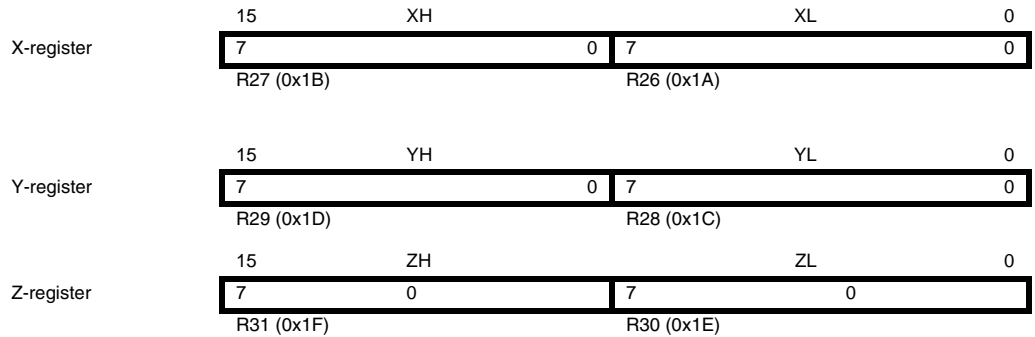 15 XH XL 0
X-register 7 0 7 0
R27 (0x1B) R26 (0x1A)
15 YH YL 0
Y-register 7 0 7 0
R29 (0x1D) R28 (0x1C)
15 ZH ZL 0
Z-register 7 0 7 0
R31 (0x1F) R30 (0x1E)